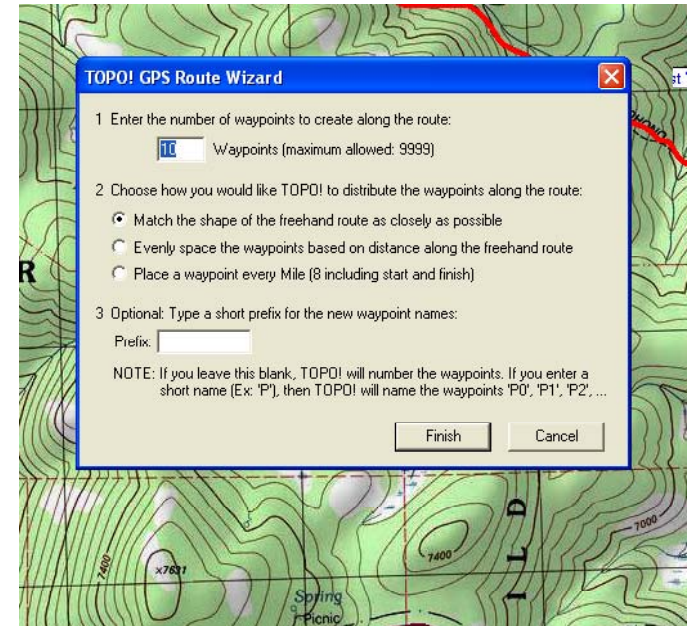 TOPO! GPS Route Wizard
st
1 Enter the number of waypoints to create along the route:
10 Waypoints (maximum allowed: 9999)
2 Choose how you would like TOPO! to distribute the waypoints along the route:
Match the shape of the freehand route as closely as possible
Evenly space the waypoints based on distance along the freehand route
Place a waypoint every Mile (8 including start and finish)
R
3 Optional: Type a short prefix for the new waypoint names:
Prefix:
NOTE: If you leave this blank, TOPO! will number the waypoints. If you enter a
short name (Ex: 'P'), then TOPO! will name the waypoints 'P0', 'P1', 'P2', ...
Finish Cancel
I L D
7000
7400
7400
x7631
Spring
Picnic